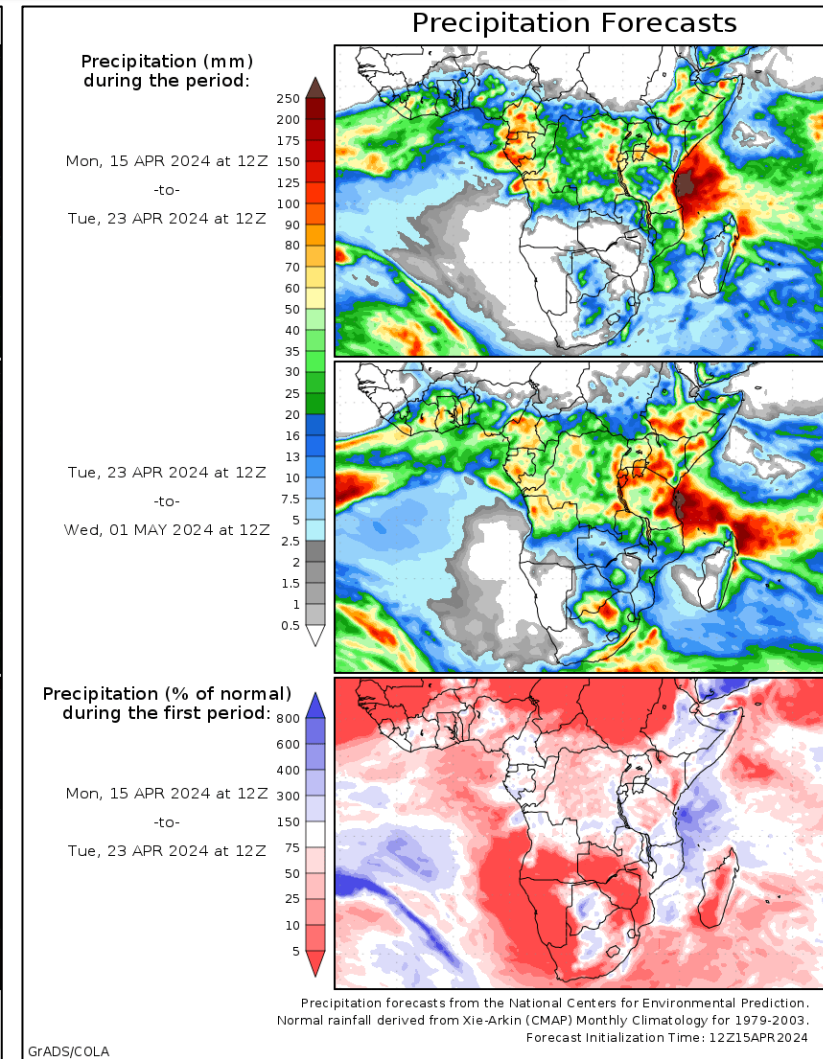 Precipitation Forecasts
Precipitation (mm)
during the period:
Mon, 15 APR 2024 at 12Z
-to-
Tue, 23 APR 2024 at 12Z
250
200
175
150
125
100
90
80
70
60
50
40
35
30
25
20
16
13
10
7.5
5
2.5
2
1.5
1
0.5
Tue, 23 APR 2024 at 12Z
-to-
Wed, 01 MAY 2024 at 12Z
Precipitation (% of normal)
during the first period:
Mon, 15 APR 2024 at 12Z
-to-
Tue, 23 APR 2024 at 12Z
800
600
400
300
150
75
50
25
10
5
Precipitation forecasts from the National Centers for Environmental Prediction.
Normal rainfall derived from Xie-Arkin (CMAP) Monthly Climatology for 1979-2003.
Forecast Initialization Time: 12Z15APR2024
GrADS/COLA